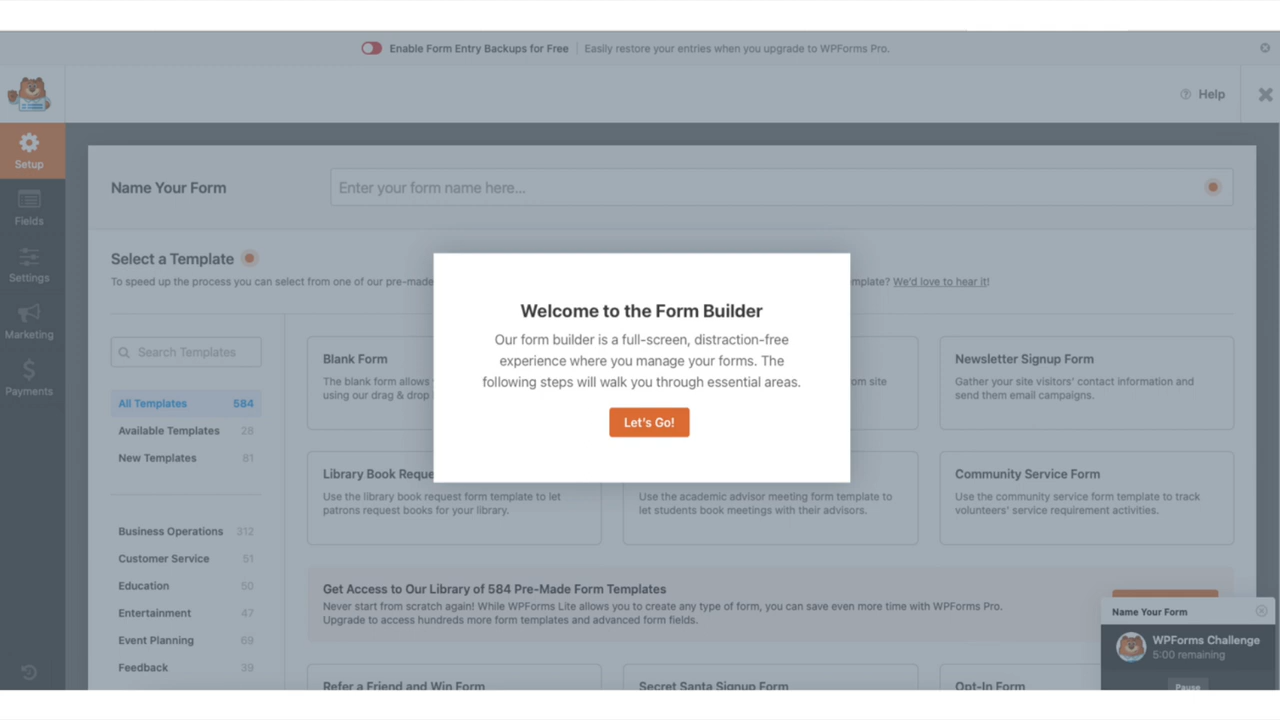 Enable Form Entry Backups for Free | Easily restore your entries when you upgrade to WPForms Pro.
Help
Setup
Fields
Settings
Marketing
Payments
Name Your Form
Enter your form name here...
Select a Template
To speed up the process you can select from one of our pre-made
We'd love to hear it!
Search Templates
All Templates 584
Available Templates 28
New Templates 81
Business Operations 312
Customer Service 51
Education 50
Entertainment 47
Event Planning 69
Feedback 39
Blank Form
The blank form allows
using our drag & drop
Welcome to the Form Builder
Our form builder is a full-screen, distraction-free
experience where you manage your forms. The
following steps will walk you through essential areas.
Let's Go!
om site
Newsletter Signup Form
Gather your site visitors' contact information and
send them email campaigns.
Library Book Reque
Use the library book request form template to let
patrons request books for your library.
Use the academic advisor meeting form template to
let students book meetings with their advisors.
Community Service Form
Use the community service form template to track
volunteers' service requirement activities.
Get Access to Our Library of 584 Pre-Made Form Templates
Never start from scratch again! While WPForms Lite allows you to create any type of form, you can save even more time with WPForms Pro.
Upgrade to access hundreds more form templates and advanced form fields.
Refer a Friend and Win Form
Secret Santa Signup Form
Opt-In Form
Name Your Form
WPForms Challenge
5:00 remaining
Pause